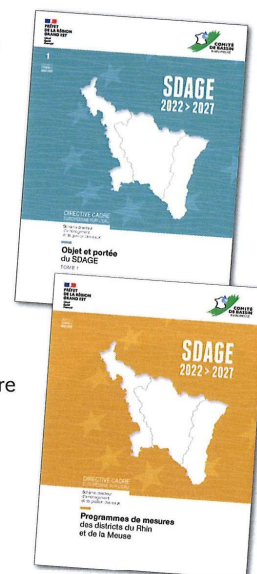 PRÉFET
DE LA RÉGION
GRAND EST
COMITÉ
DE BASSIN
1
SDAGE
2022 > 2027
DIRECTIVE CADRE
Objet et portée
du SDAGE
TOME 1
PRÉFET
DE LA RÉGION
GRAND EST
COMITÉ
DE BASSIN
SDAGE
2022 > 2027
re
DIRECTIVE CADRE
Programmes de mesures
des districts du Rhin
et de la Meuse